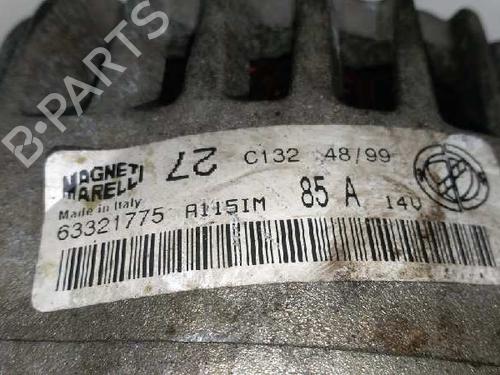 B-PARTS
MAGNETI MARELLI
Made in Italy
27
C132 48/99
63321775 A115IM 85 A 14V